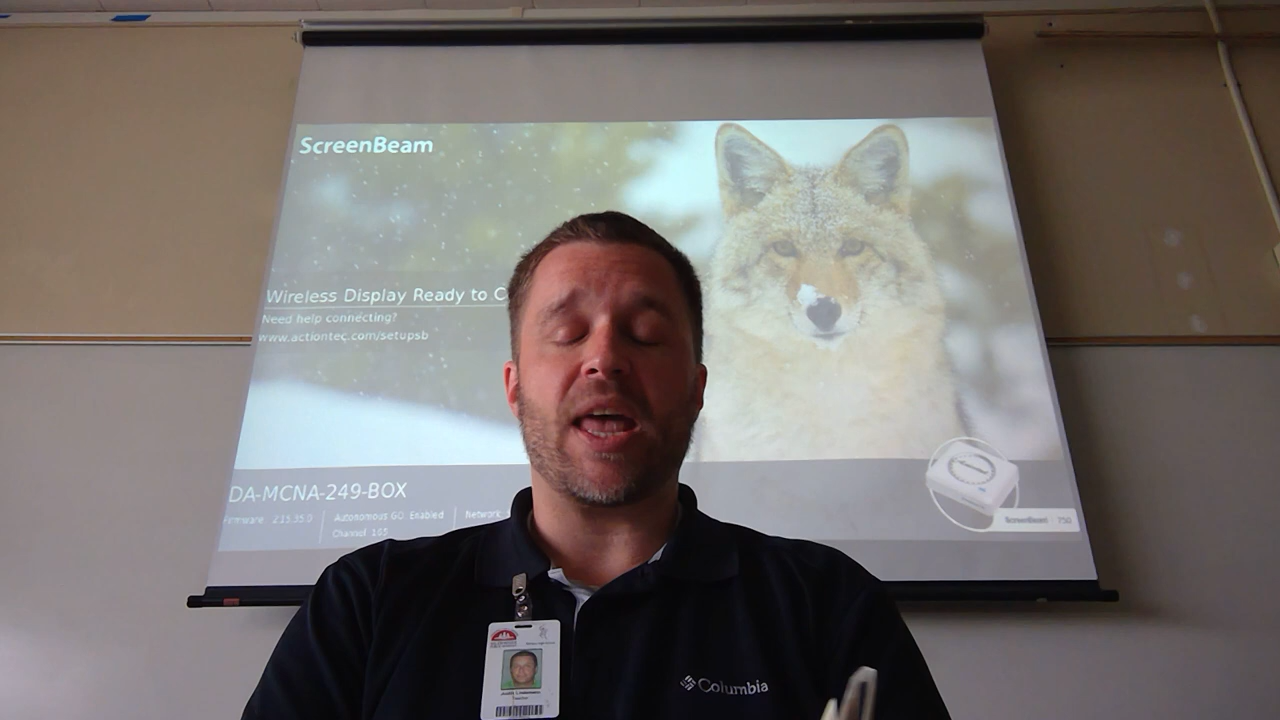 ScreenBeam
Wireless Display Ready to C
Need help connecting?
www.actiontec.com/setupsb
DA-MCNA-249-BOX
Firmware 2.15.35.0
Autonomous GO: Enabled
Network:
Channel: 165
ScreenBeam 750
Columbia
Teacher